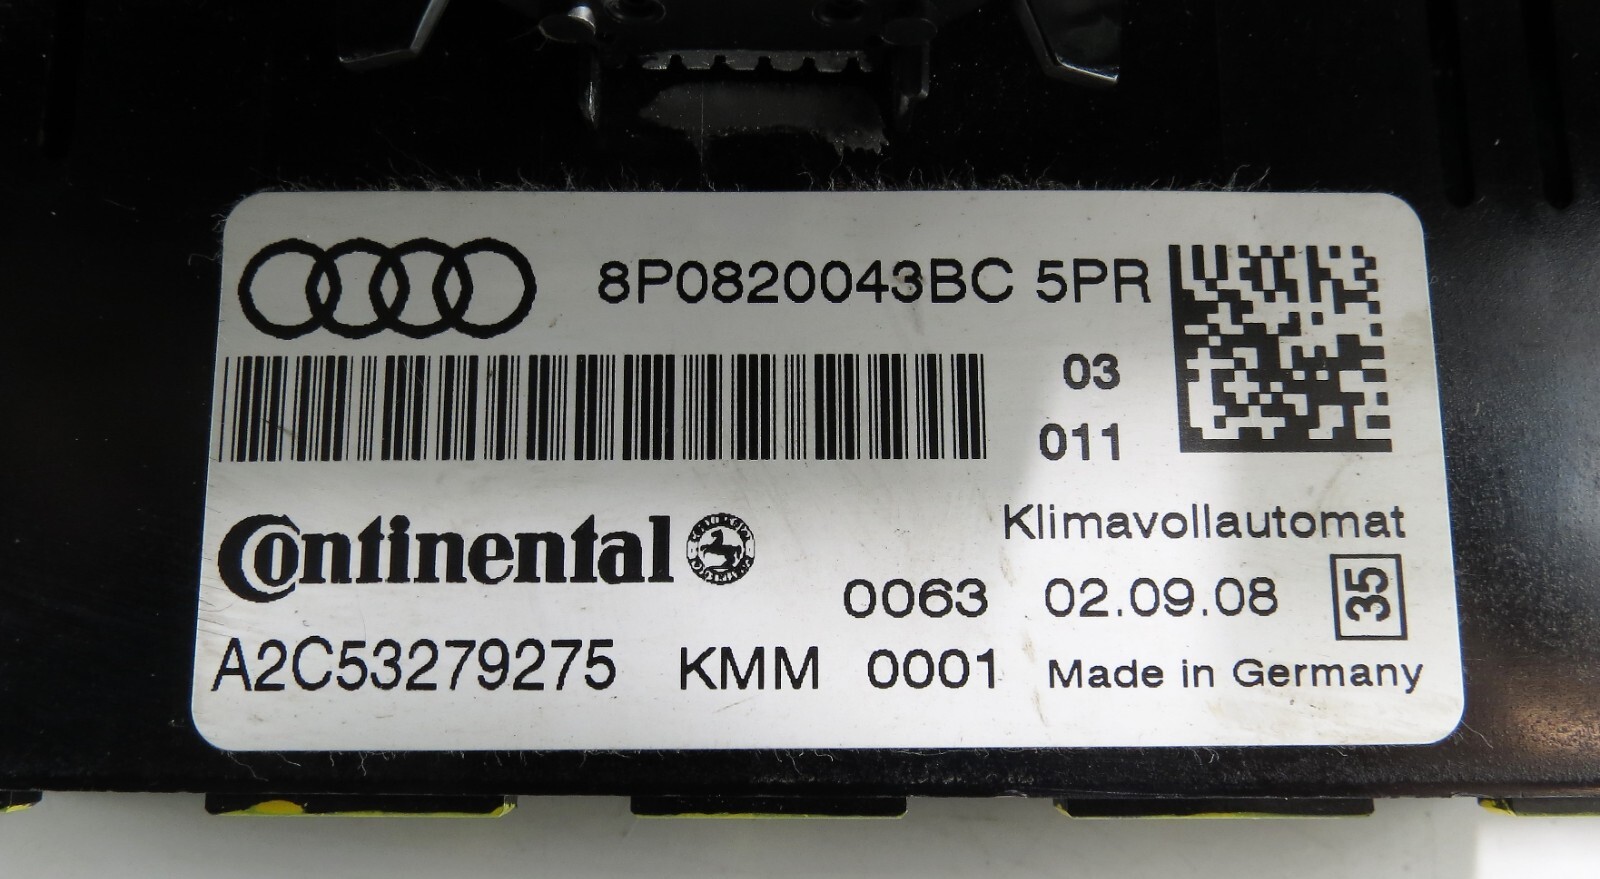 8P0820043BC 5PR
03
011
Continental
Klimavollautomat
0063 02.09.08 35
A2C53279275 KMM 0001 Made in Germany